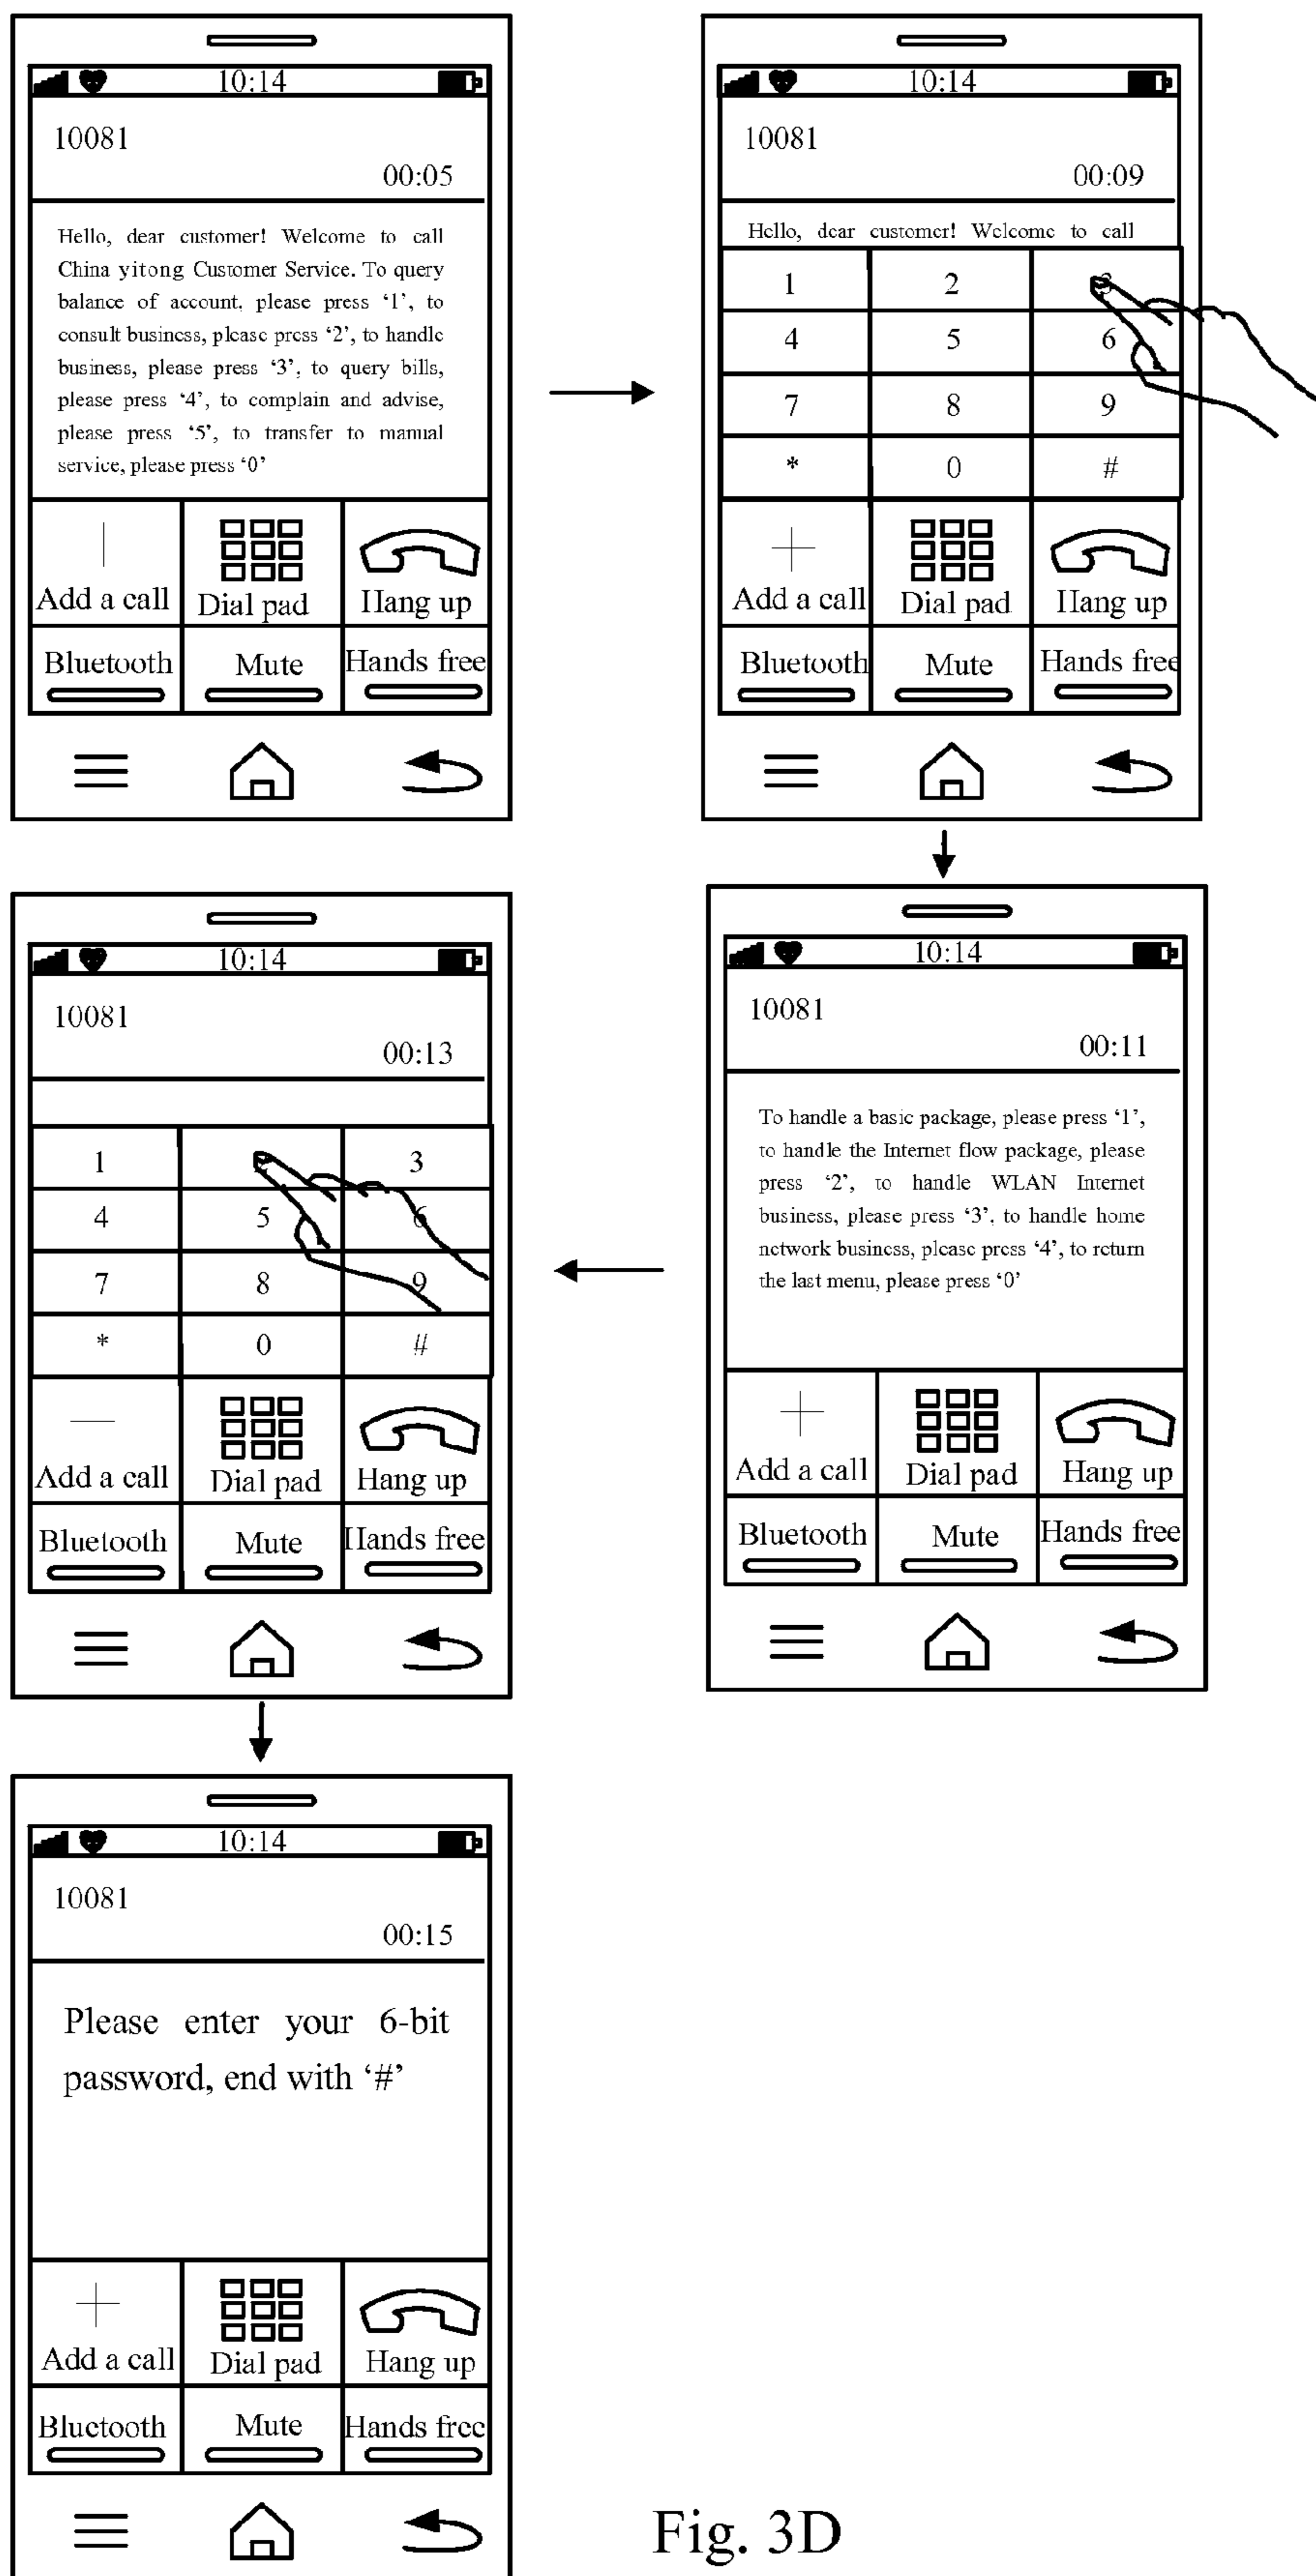 10:14
10081
00:05
Hello, dear customer! Welcome to call
China yitong Customer Service. To query
balance of account, please press ‘1’, to
consult business, please press ‘2’, to handle
business, please press ‘3’, to query bills,
please press ‘4’, to complain and advise,
please press ‘5’, to transfer to manual
service, please press ‘0’
Add a call Dial pad Hang up
Bluetooth Mute Hands free
10:14
10081
00:09
Hello, dear customer! Welcome to call
1 2 3
4 5 6
7 8 9
* 0 #
Add a call Dial pad Hang up
Bluetooth Mute Hands free
10:14
10081
00:11
To handle a basic package, please press ‘1’,
to handle the Internet flow package, please
press ‘2’, to handle WLAN Internet
business, please press ‘3’, to handle home
network business, please press ‘4’, to return
the last menu, please press ‘0’
Add a call Dial pad Hang up
Bluetooth Mute Hands free
10:14
10081
00:13
1 3
4 5 6
7 8 9
* 0 #
Add a call Dial pad Hang up
Bluetooth Mute Hands free
10:14
10081
00:15
Please enter your 6-bit
password, end with ‘#’
Add a call Dial pad Hang up
Bluetooth Mute Hands free
Fig. 3D